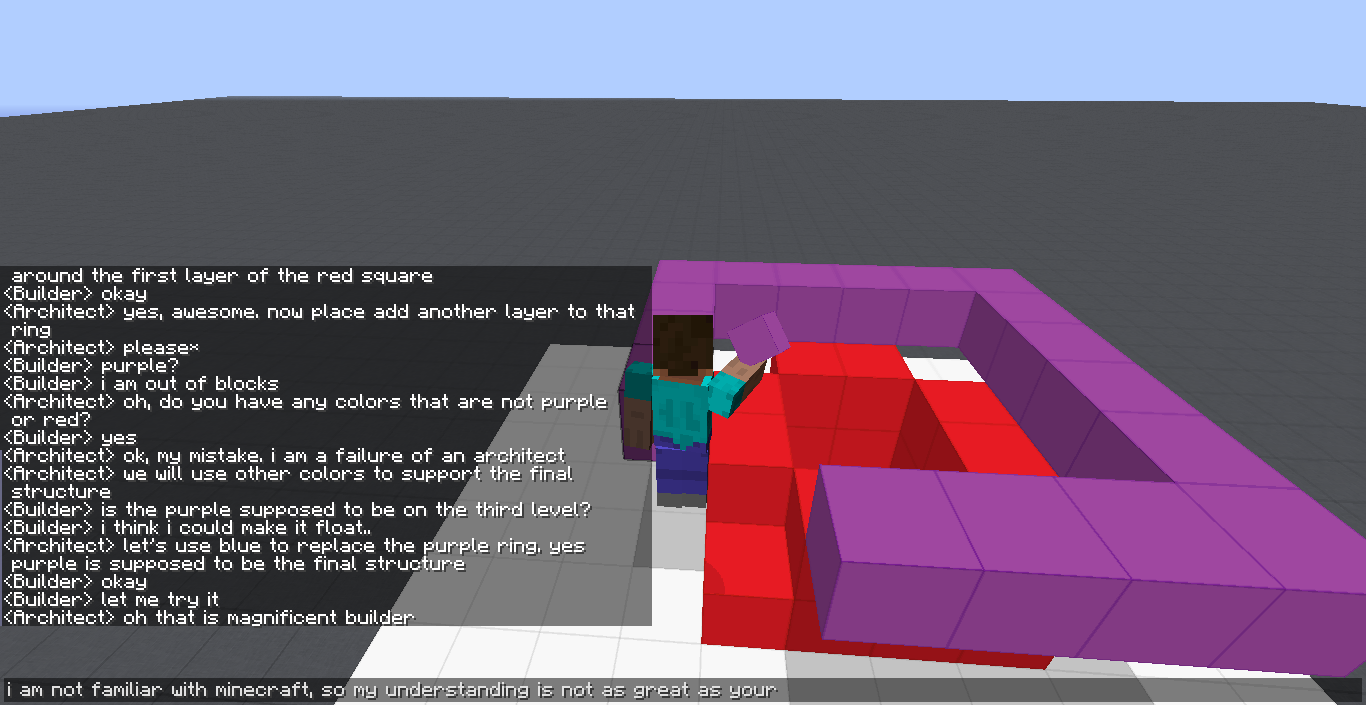 around the first layer of the red square
<Builder> okay
<Architect> yes, awesome. now place add another layer to that
ring
<Architect> please*
<Builder> purple?
<Builder> i am out of blocks
<Architect> oh, do you have any colors that are not purple
or red?
<Builder> yes
<Architect> ok, my mistake. i am a failure of an architect
<Architect> we will use other colors to support the final
structure
<Builder> is the purple supposed to be on the third level?
<Builder> i think i could make it float..
<Architect> let's use blue to replace the purple ring. yes
purple is supposed to be the final structure
<Builder> okay
<Builder> let me try it
<Architect> oh that is magnificent builder
i am not familiar with minecraft, so my understanding is not as great as your